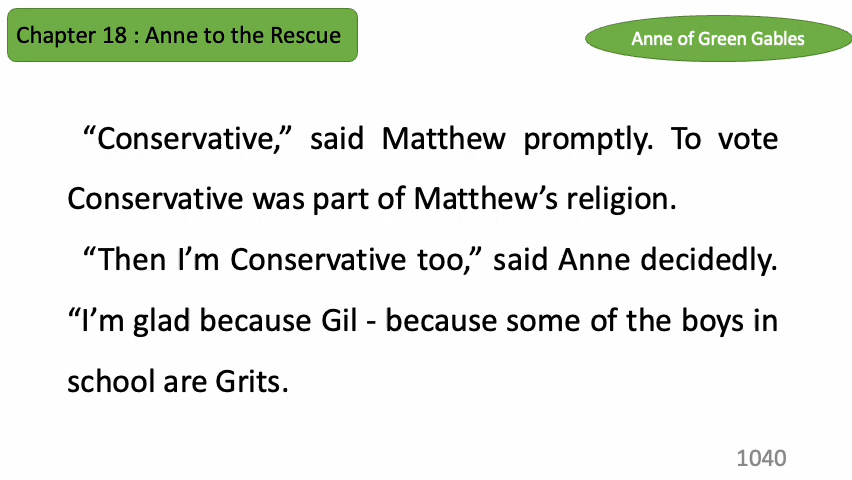 Chapter 18 : Anne to the Rescue
Anne of Green Gables
“Conservative,” said Matthew promptly. To vote
Conservative was part of Matthew’s religion.
“Then I’m Conservative too,” said Anne decidedly.
“I’m glad because Gil - because some of the boys in
school are Grits.
1040